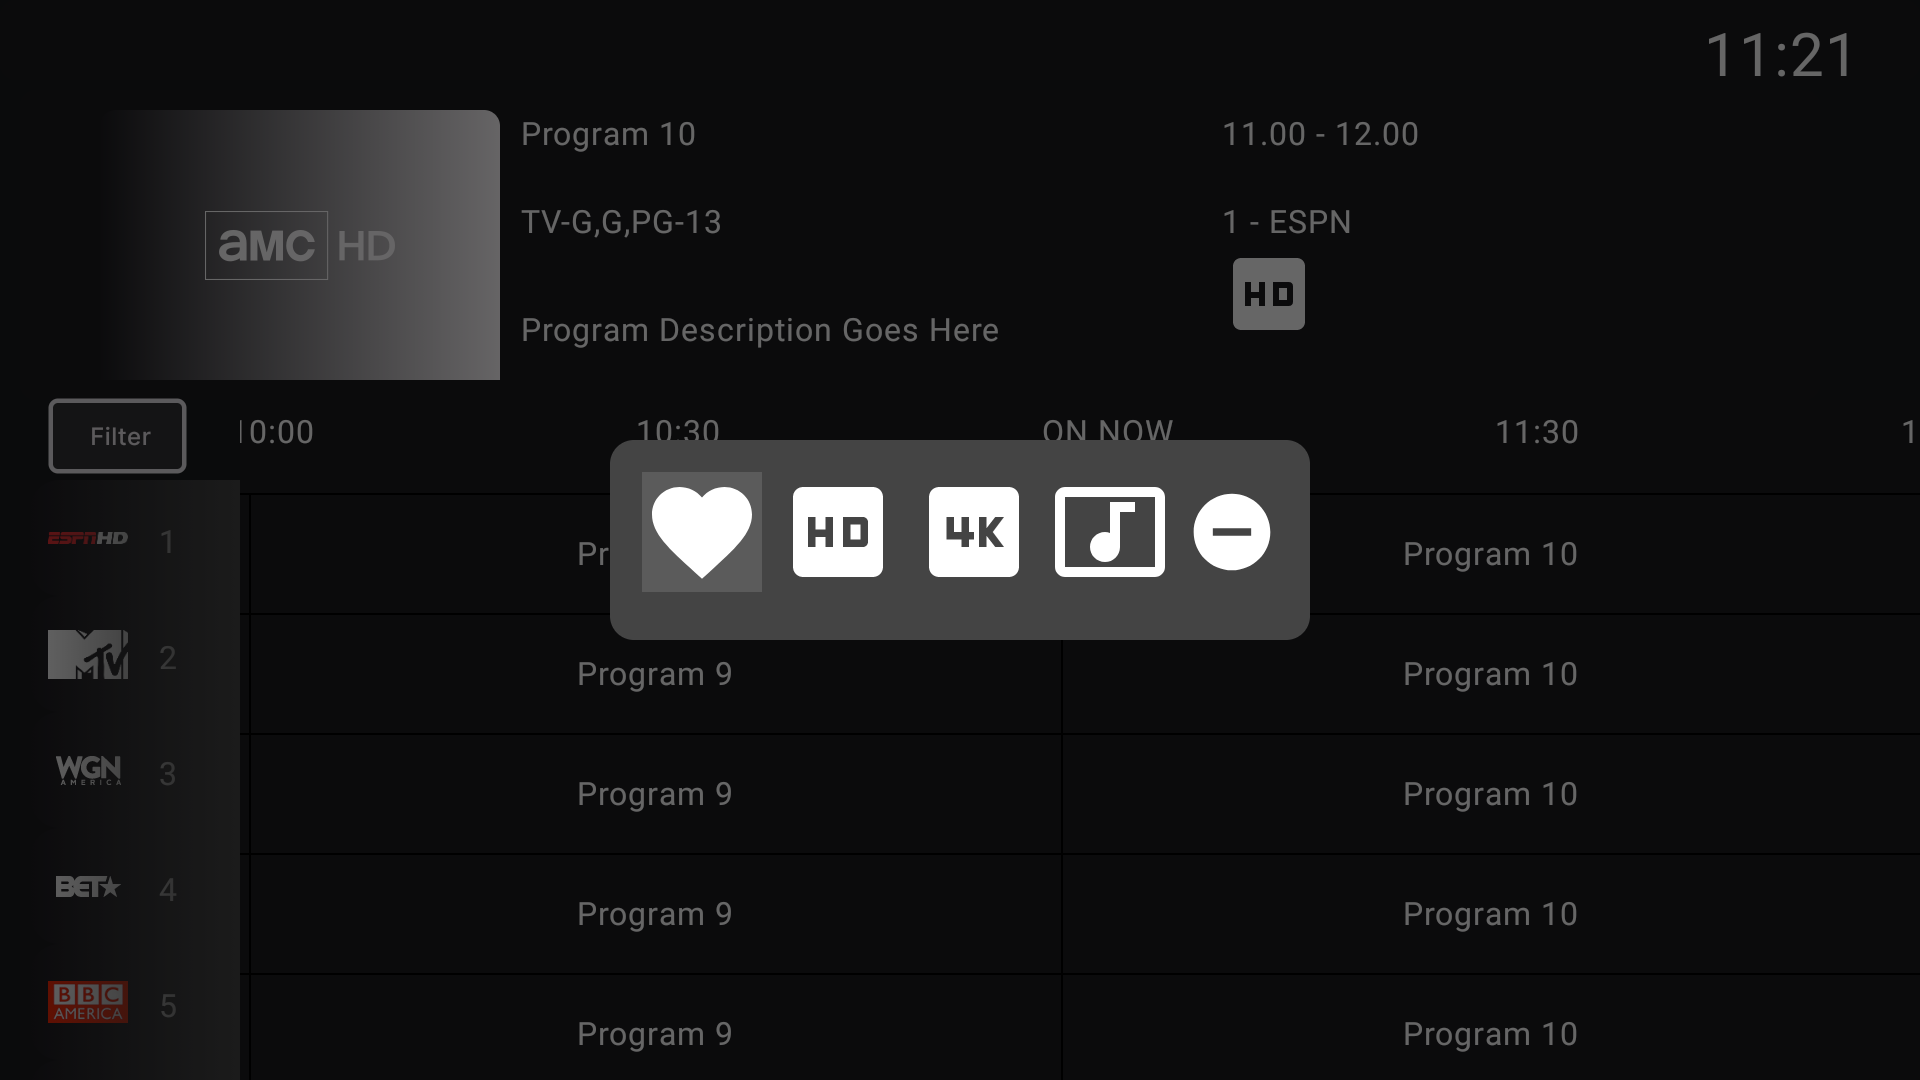 11:21
Program 10
11.00 - 12.00
TV-G,G,PG-13
1 - ESPN
aMC HD
HD
Program Description Goes Here
Filter
10:00
10:30
ON NOW
11:30
1
HD
4K
ESPN HD
1
Pr
Program 10
MTV
2
Program 9
Program 10
WGN
AMERICA
3
Program 9
Program 10
BET
4
Program 9
Program 10
BBC
AMERICA
5
Program 9
Program 10